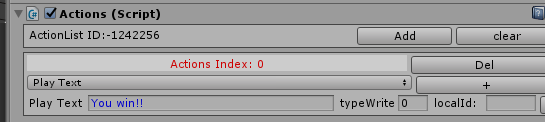 Actions (Script)
ActionList ID:-1242256 Add clear
Actions Index: 0 Del
Play Text +
Play Text You win!! typeWrite 0 localId: